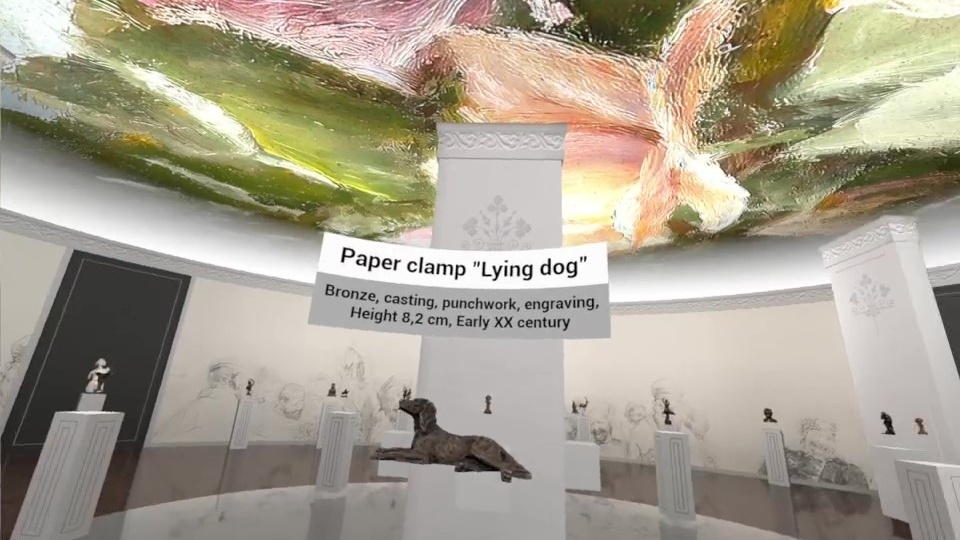 Paper clamp "Lying dog"
Bronze, casting, punchwork, engraving,
Height 8,2 cm, Early XX century